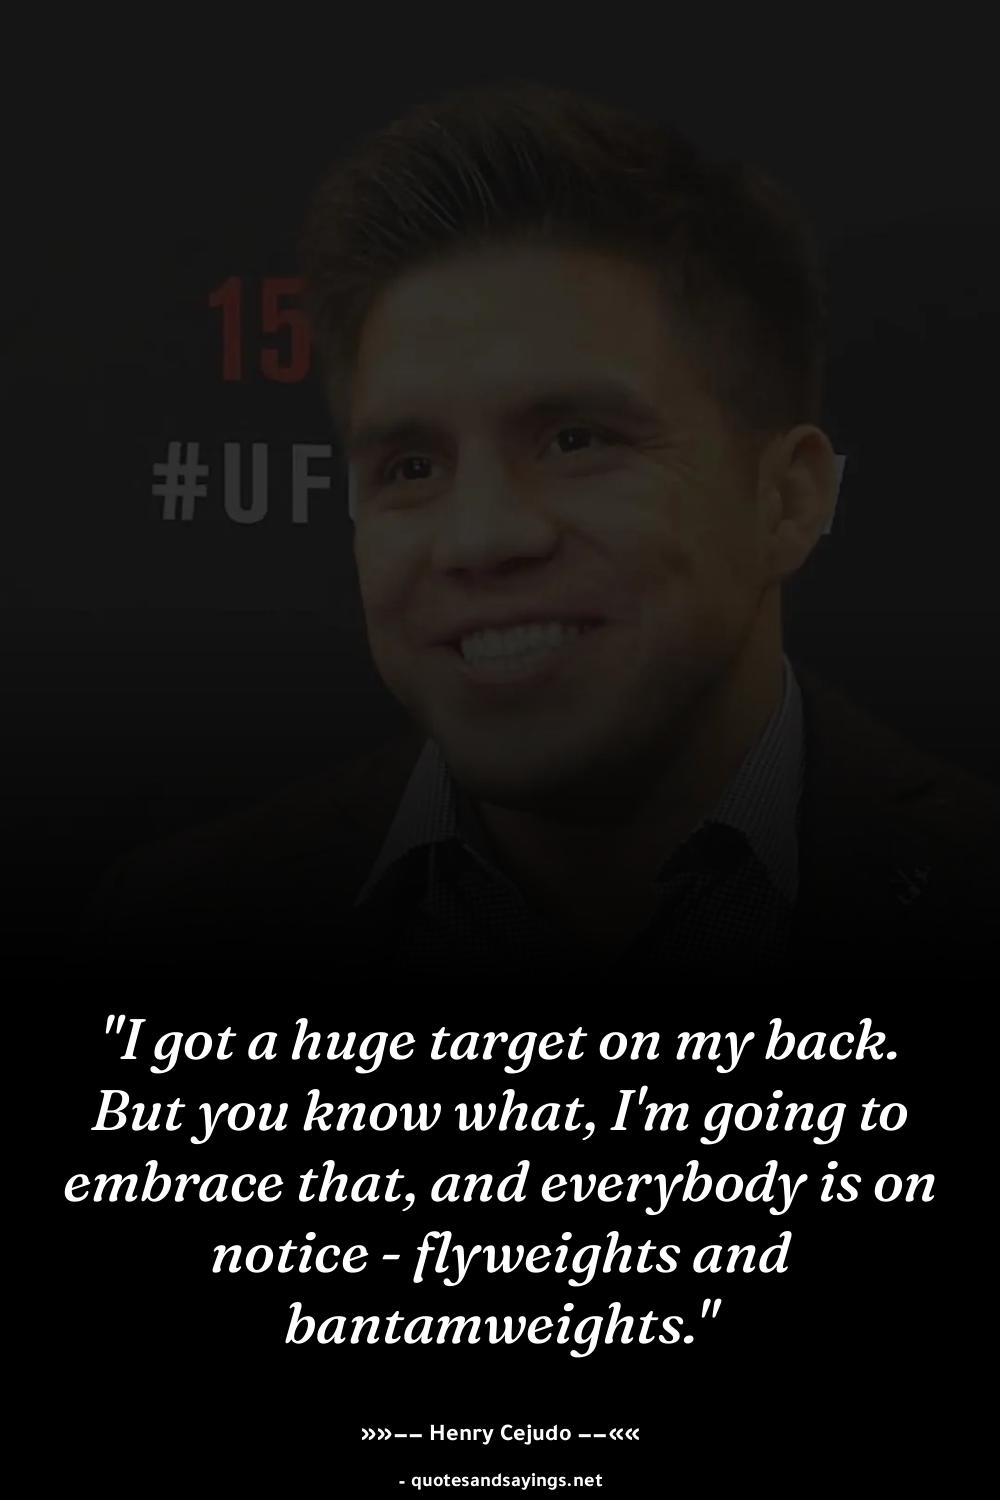 15
#UF
"I got a huge target on my back.
But you know what, I'm going to
embrace that, and everybody is on
notice - flyweights and
bantamweights."
»»−− Henry Cejudo −−««
- quotesandsayings.net